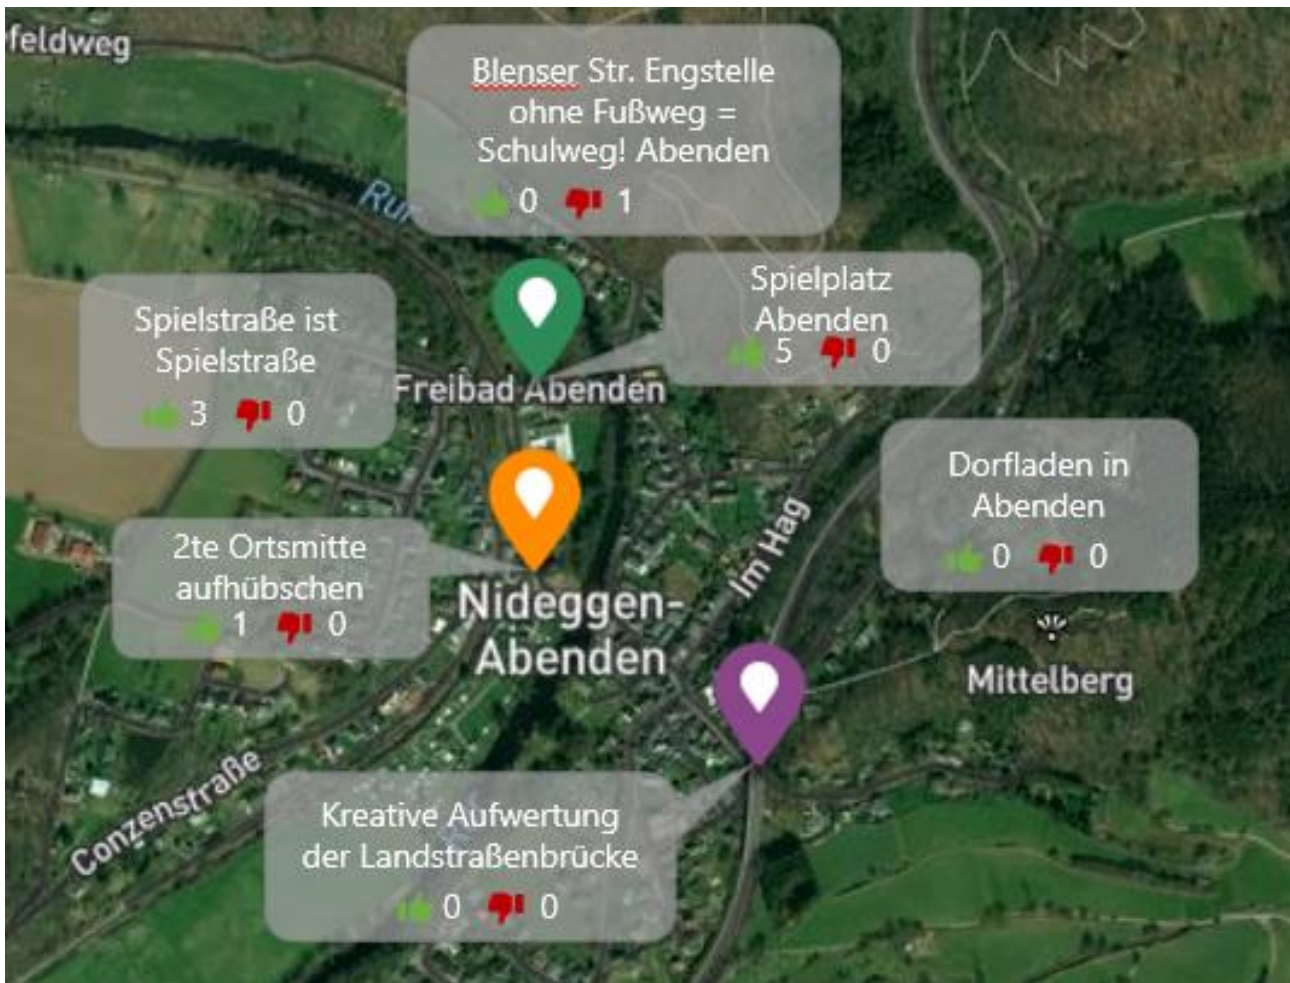 feldweg
Blenser Str. Engstelle
ohne Fußweg =
Schulweg! Abenden
0 1
Rur
Spielplatz
Abenden
5 0
Spielstraße ist
Spielstraße
3 0
Freibad Abenden
Dorfladen in
Abenden
0 0
Im Hag
2te Ortsmitte
aufhübschen
1 0
Nideggen-
Abenden
Mittelberg
Conzenstraße
Kreative Aufwertung
der Landstraßenbrücke
0 0